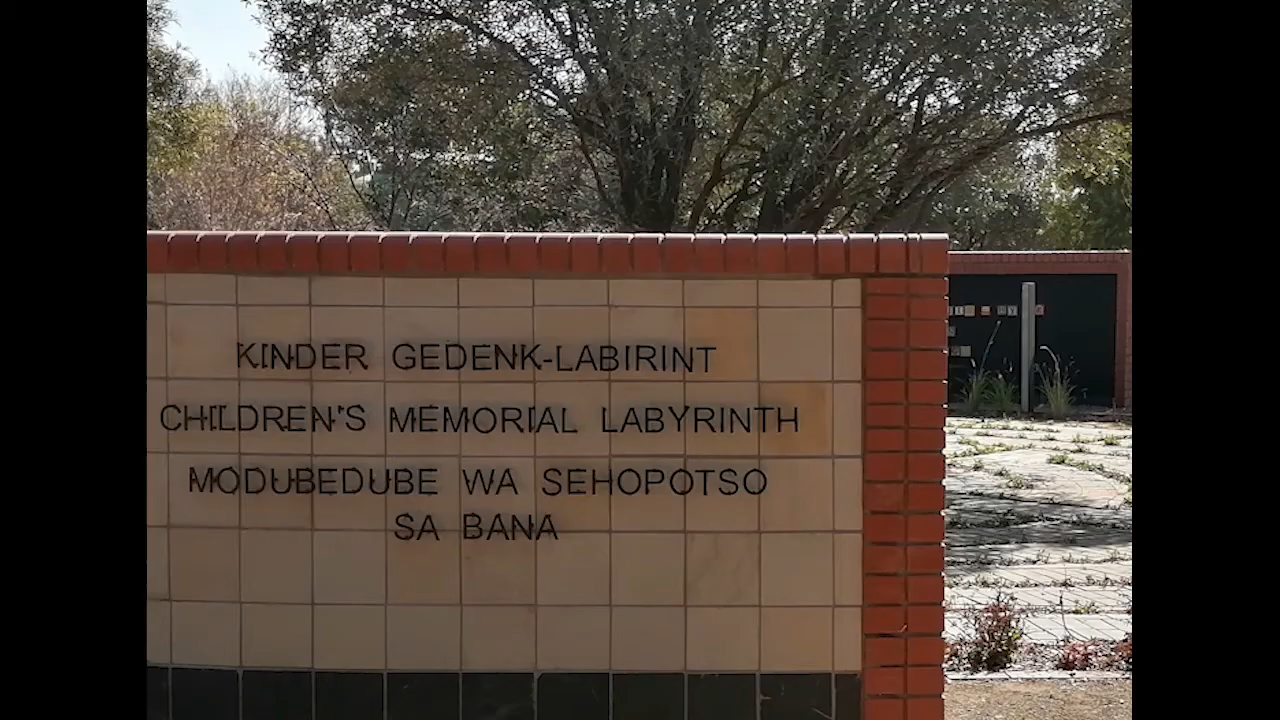 KINDER GEDENK-LABIRINT
CHILDREN'S MEMORIAL LABYRINTH
MODUBEDUBE WA SEHOPOTSO
SA BANA